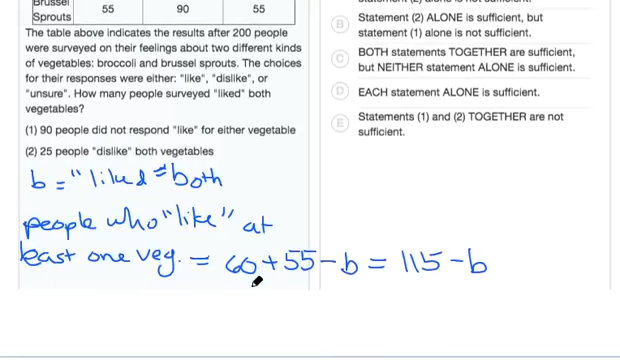 Brussel
Sprouts 55 90 55
The table above indicates the results after 200 people
were surveyed on their feelings about two different kinds
of vegetables: broccoli and brussel sprouts. The choices
for their responses were either: "like", "dislike", or
"unsure". How many people surveyed "liked" both
vegetables?
(1) 90 people did not respond "like" for either vegetable
(2) 25 people "dislike" both vegetables
B Statement (2) ALONE is sufficient, but
statement (1) alone is not sufficient.
C BOTH statements TOGETHER are sufficient,
but NEITHER statement ALONE is sufficient.
D EACH statement ALONE is sufficient.
E Statements (1) and (2) TOGETHER are not
sufficient.
b = "liked" both
people who "like" at
least one veg. = 60 + 55 - b = 115 - b